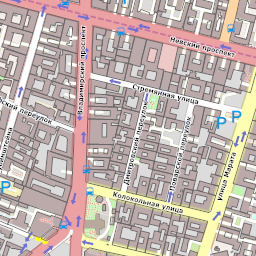 Невский проспект
Владимирский проспект
Стремянная улица
ский переулок
Дмитровский переулок
Поварской переулок
улица Марата
Колокольная улица
P
P
P